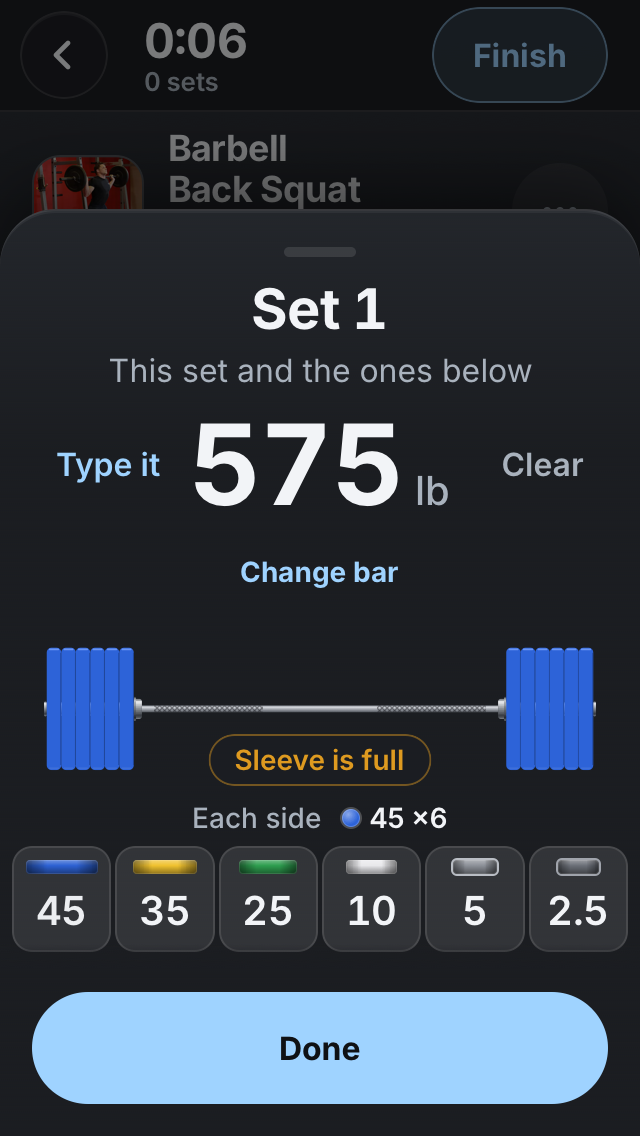 0:06
0 sets
Finish
Barbell
Back Squat
Set 1
This set and the ones below
Type it
575 lb
Clear
Change bar
Sleeve is full
Each side 45 ×6
45 35 25 10 5 2.5
Done